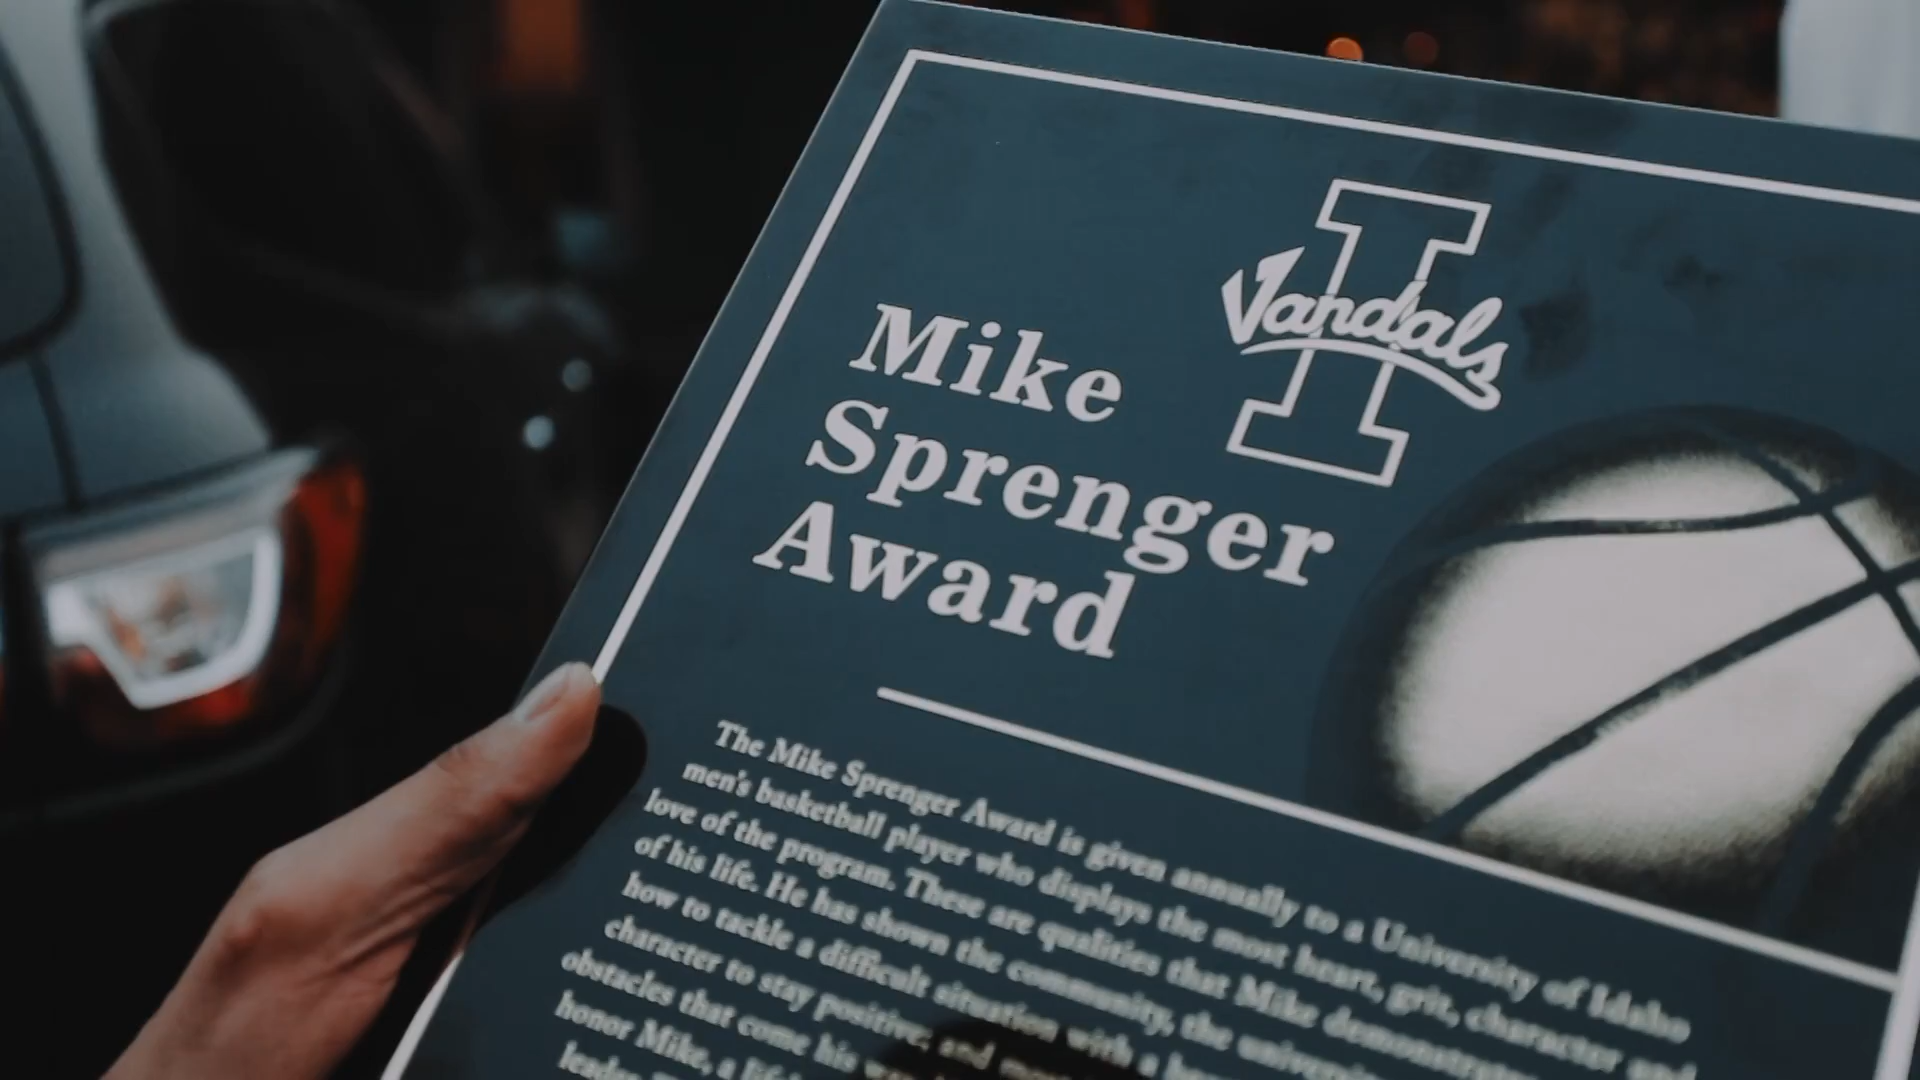 Vandals
Mike
Sprenger
Award
The Mike Sprenger Award is given annually to a University of Idaho
men's basketball player who displays the most heart, grit, character and
love of the program. These are qualities that Mike demonstrates
of his life. He has shown the community, the
how to tackle a difficult situation with a
character to stay positive, and
obstacles that come his
honor Mike, a